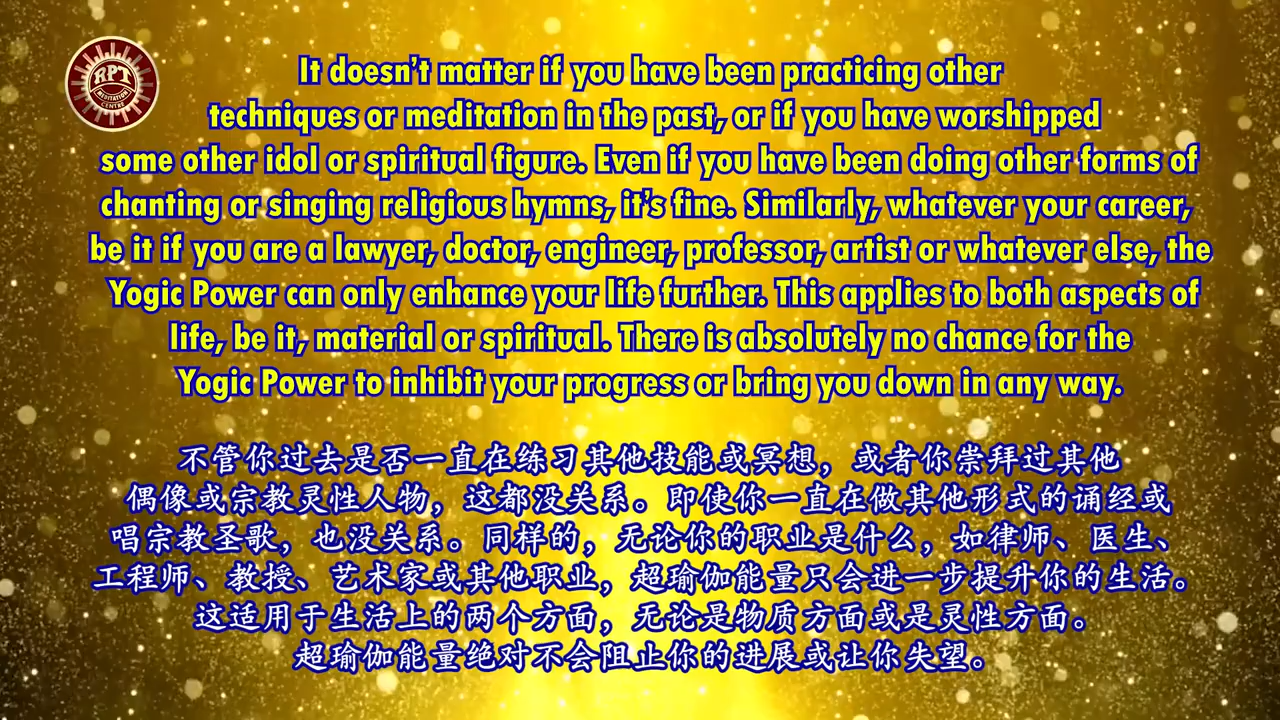 RPT
MEDITATION
CENTRE
It doesn't matter if you have been practicing other
techniques or meditation in the past, or if you have worshipped
some other idol or spiritual figure. Even if you have been doing other forms of
chanting or singing religious hymns, it's fine. Similarly, whatever your career,
be it if you are a lawyer, doctor, engineer, professor, artist or whatever else, the
Yogic Power can only enhance your life further. This applies to both aspects of
life, be it, material or spiritual. There is absolutely no chance for the
Yogic Power to inhibit your progress or bring you down in any way.
不管你过去是否一直在练习其他技能或冥想，或者你崇拜过其他
偶像或宗教灵性人物，这都没关系。即使你一直在做其他形式的诵经或
唱宗教圣歌，也没关系。同样的，无论你的职业是什么，如律师、医生、
工程师、教授、艺术家或其他职业，超瑜伽能量只会进一步提升你的生活。
这适用于生活上的两个方面，无论是物质方面或是灵性方面。
超瑜伽能量绝对不会阻止你的进展或让你失望。